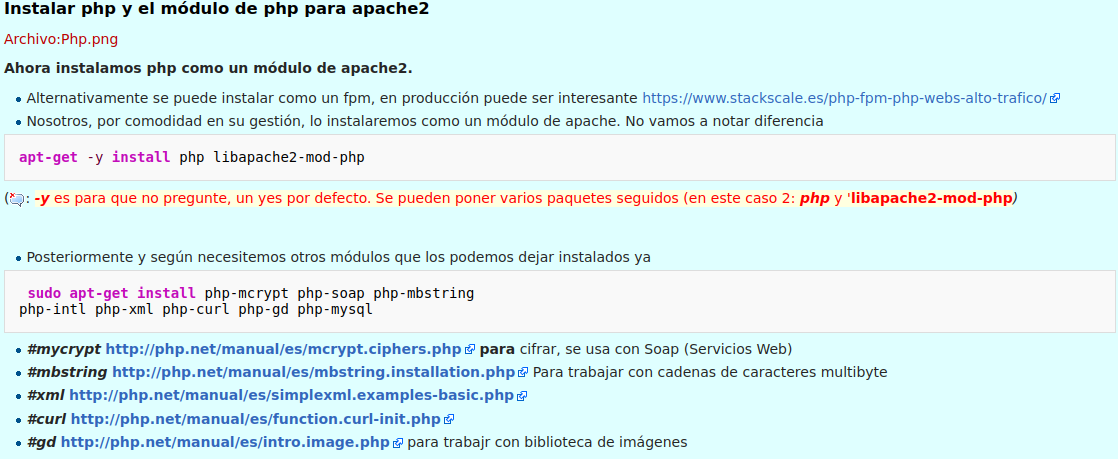 Instalar php y el módulo de php para apache2
Archivo:Php.png
Ahora instalamos php como un módulo de apache2.
Alternativamente se puede instalar como un fpm, en producción puede ser interesante https://www.stackscale.es/php-fpm-php-webs-alto-trafico/
Nosotros, por comodidad en su gestión, lo instalaremos como un módulo de apache. No vamos a notar diferencia
apt-get -y install php libapache2-mod-php
(: -y es para que no pregunte, un yes por defecto. Se pueden poner varios paquetes seguidos (en este caso 2: php y 'libapache2-mod-php)
Posteriormente y según necesitemos otros módulos que los podemos dejar instalados ya
sudo apt-get install php-mcrypt php-soap php-mbstring
php-intl php-xml php-curl php-gd php-mysql
#mycrypt http://php.net/manual/es/mcrypt.ciphers.php para cifrar, se usa con Soap (Servicios Web)
#mbstring http://php.net/manual/es/mbstring.installation.php Para trabajar con cadenas de caracteres multibyte
#xml http://php.net/manual/es/simplexml.examples-basic.php
#curl http://php.net/manual/es/function.curl-init.php
#gd http://php.net/manual/es/intro.image.php para trabajr con biblioteca de imágenes